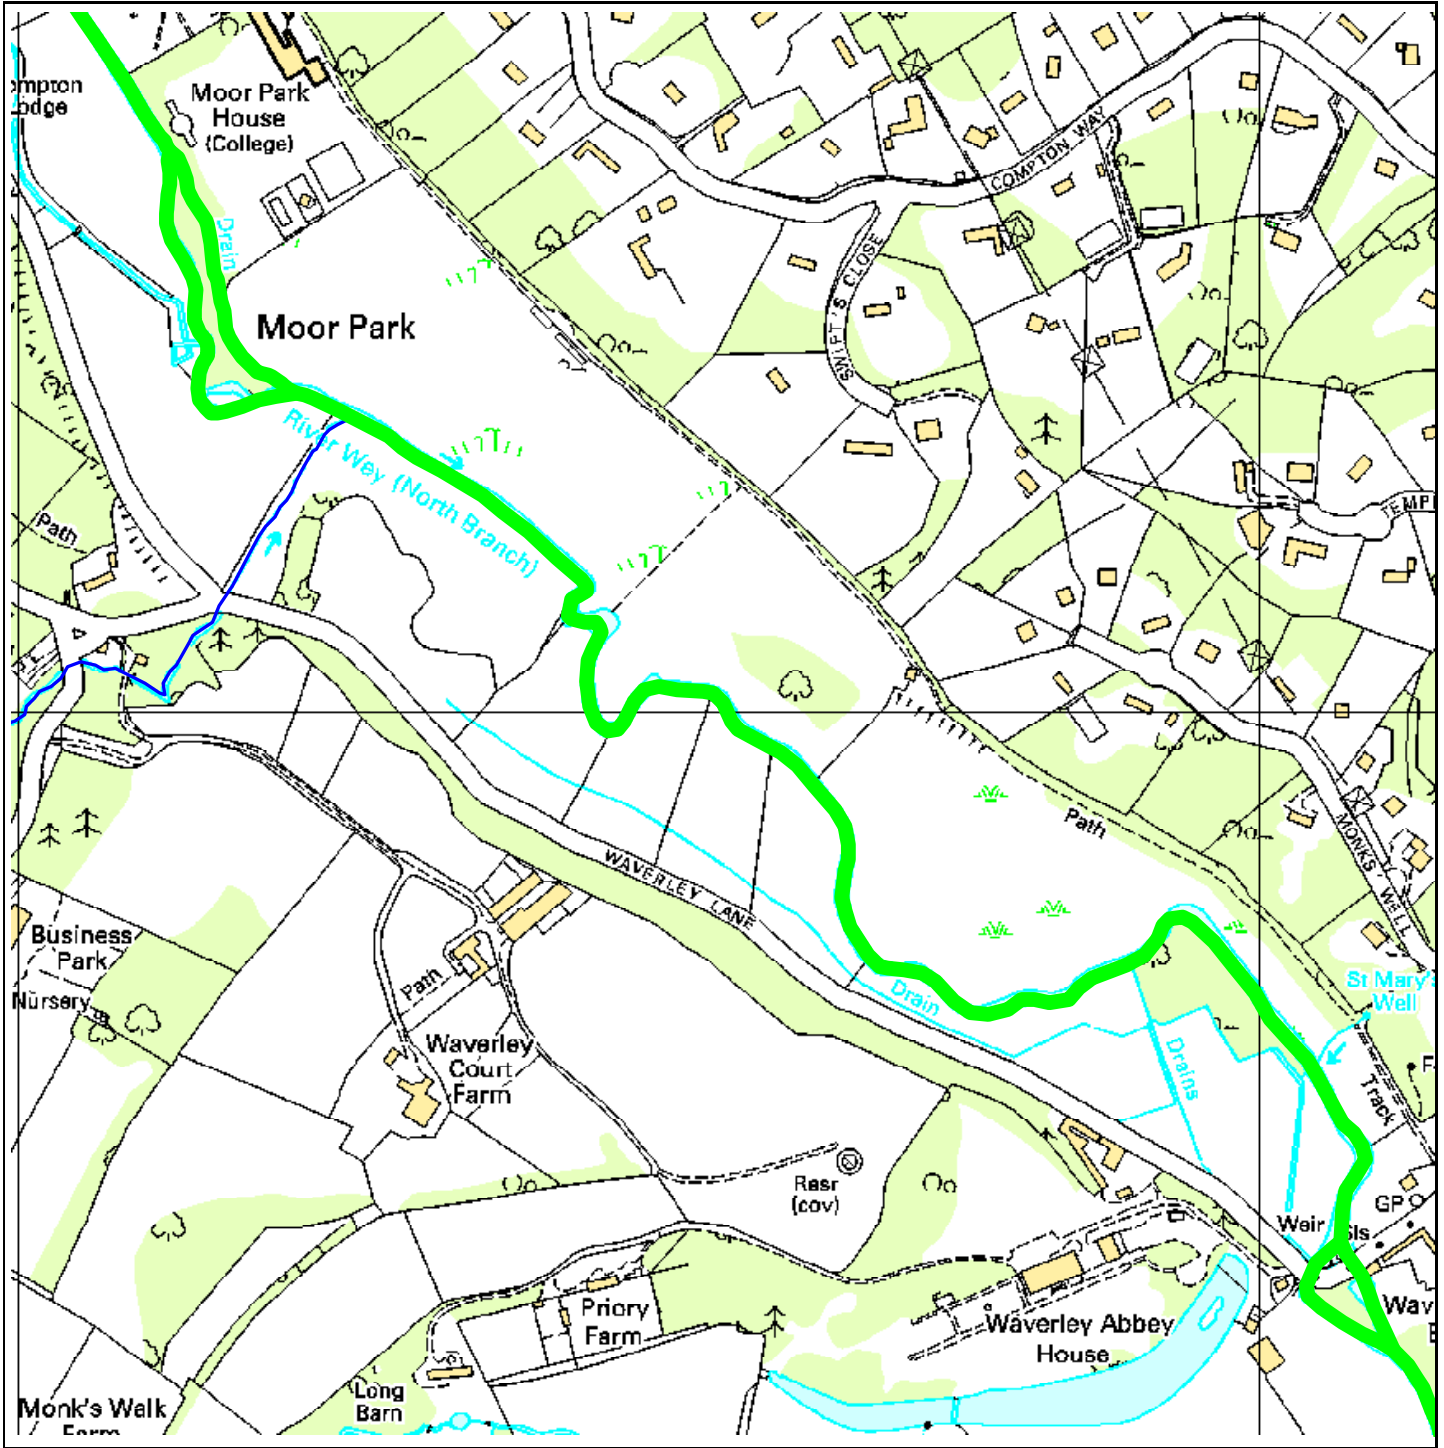 Moor Park
House
(College)
COMPTON WAY
Drain
SWIFT'S CLOSE
Moor Park
River Wey (North Branch)
Path
Path
MONKS' WELL
WAVERLEY LANE
Business
Park
Nursery
Path
Drain
St Mary's
Well
Waverley
Court
Farm
Drains
Track
Resr
(cov)
GP
Weir
Sls
Priory
Farm
Waverley Abbey
House
Long
Barn
Monk's Walk
Farm